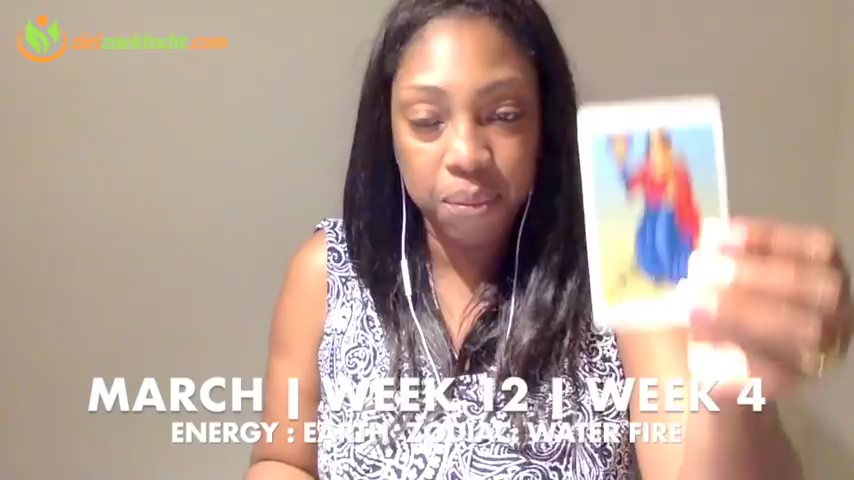 MARCH | WEEK 12 | WEEK 4
ENERGY : EARTH: ZODIAC: WATER FIRE